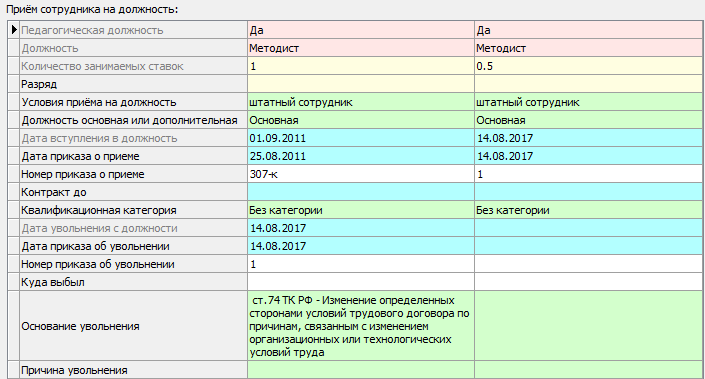 Приём сотрудника на должность:
Педагогическая должность Да Да
Должность Методист Методист
Количество занимаемых ставок 1 0.5
Разряд
Условия приёма на должность штатный сотрудник штатный сотрудник
Должность основная или дополнительная Основная Основная
Дата вступления в должность 01.09.2011 14.08.2017
Дата приказа о приеме 25.08.2011 14.08.2017
Номер приказа о приеме 307-к 1
Контракт до
Квалификационная категория Без категории Без категории
Дата увольнения с должности 14.08.2017
Дата приказа об увольнении 14.08.2017
Номер приказа об увольнении 1
Куда выбыл
Основание увольнения
ст.74 ТК РФ - Изменение определенных
сторонами условий трудового договора по
причинам, связанным с изменением
организационных или технологических
условий труда
Причина увольнения